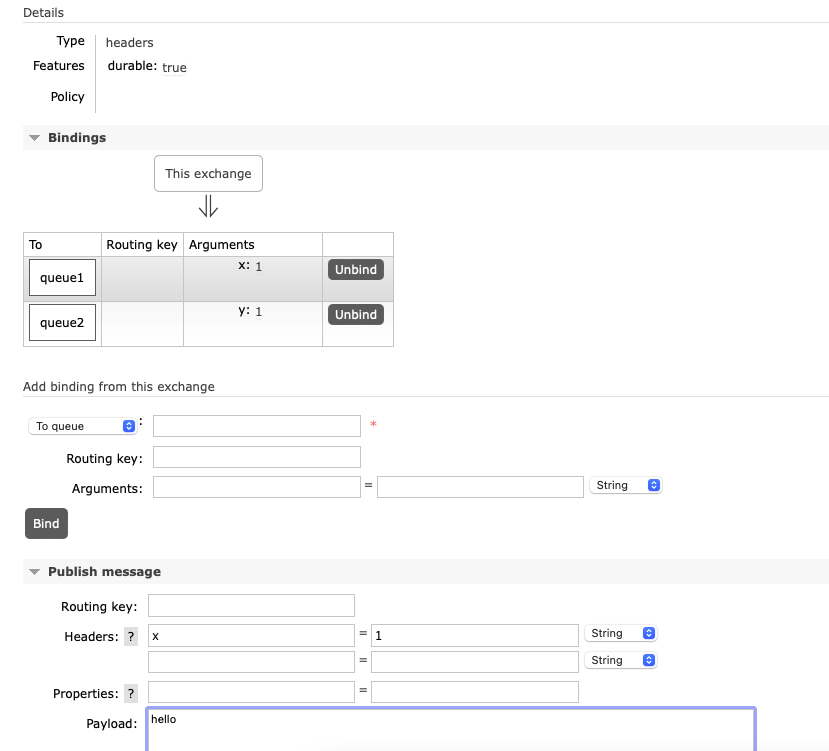 Details
Type headers
Features durable: true
Policy
Bindings
This exchange
To Routing key Arguments
queue1 x: 1 Unbind
queue2 y: 1 Unbind
Add binding from this exchange
To queue : *
Routing key:
Arguments: = String
Bind
Publish message
Routing key:
Headers: ? x = 1 String
= String
Properties: ? =
Payload: hello